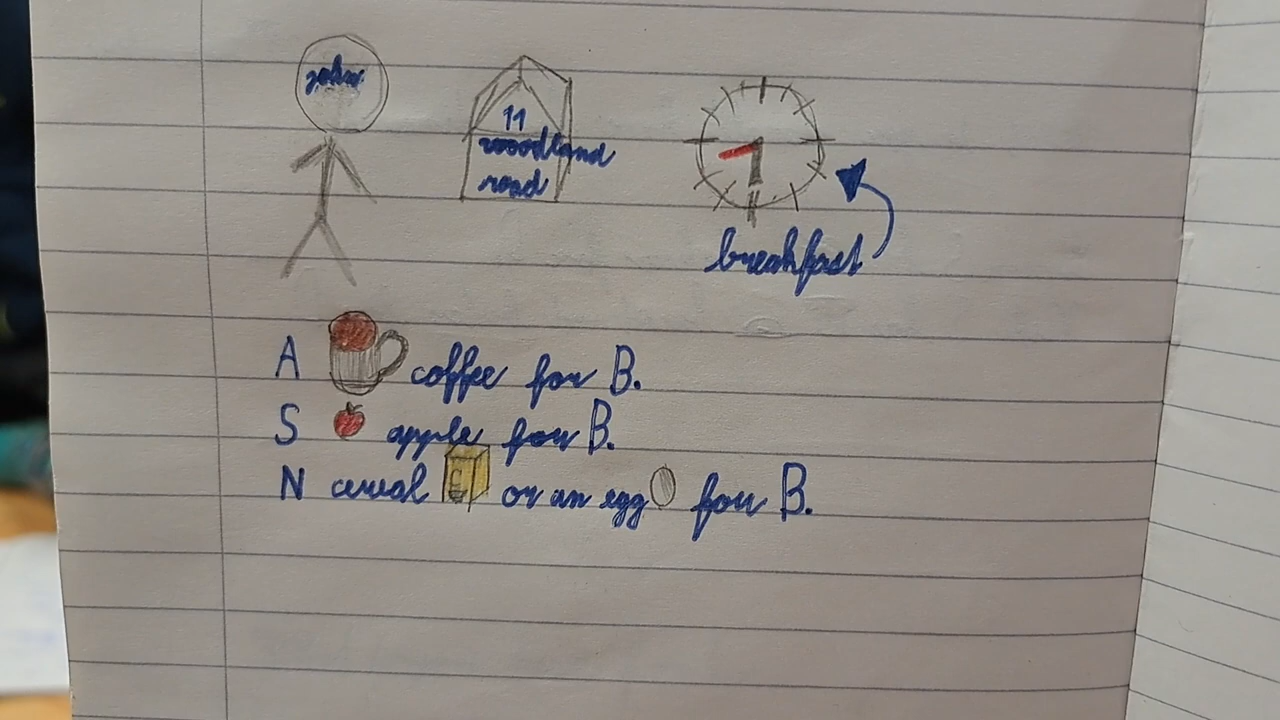 John
11
woodland
road
breakfast
A coffee for B.
S apple for B.
N cereal C or an egg for B.